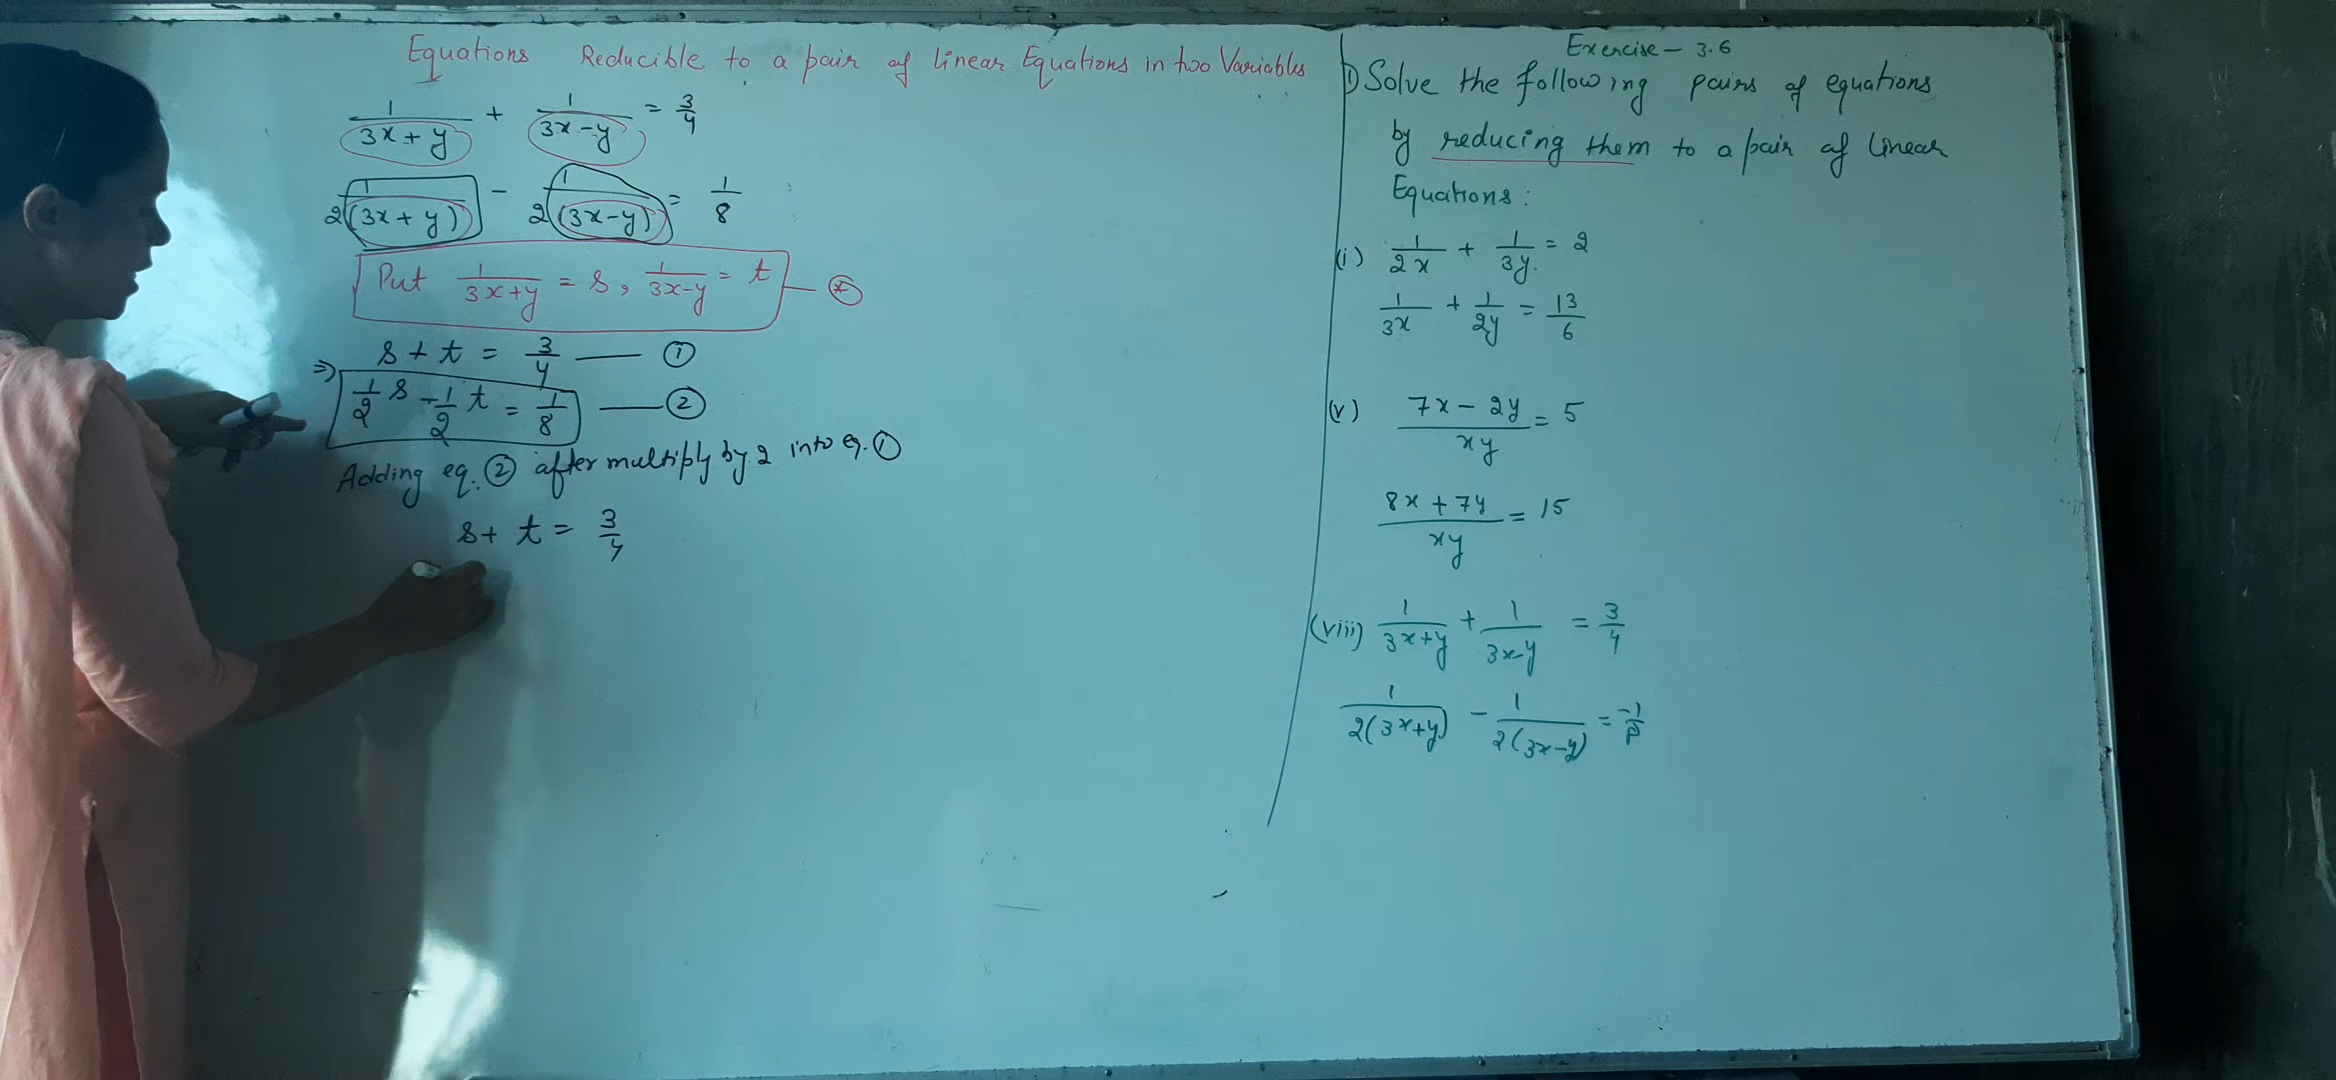 Equations Reducible to a pair of linear Equations in two Variables
1/(3x+y) + 1/(3x-y) = 3/4
1/(2(3x+y)) - 1/(2(3x-y)) = 1/8
Put 1/(3x+y) = s, 1/(3x-y) = t — *
s + t = 3/4 — ①
⇒ 1/2 s - 1/2 t = 1/8 — ②
Adding eq. ② after multiply by 2 into eq. ①
s + t = 3/4
Exercise – 3.6
1) Solve the following pairs of equations
by reducing them to a pair of linear
Equations :
(i) 1/(2x) + 1/(3y) = 2
1/(3x) + 1/(2y) = 13/6
(v) (7x - 2y)/(xy) = 5
(8x + 7y)/(xy) = 15
(viii) 1/(3x+y) + 1/(3x-y) = 3/4
1/(2(3x+y)) - 1/(2(3x-y)) = -1/8